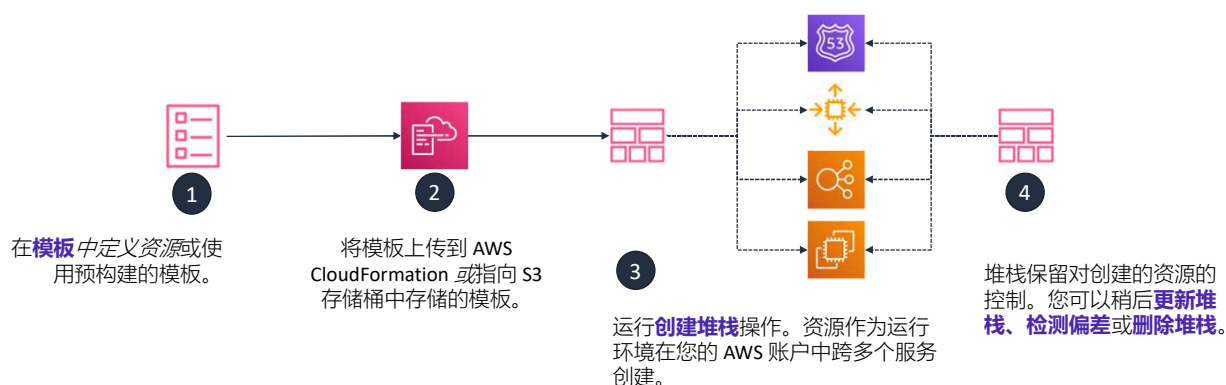 53
1
在模板中定义资源或使
用预构建的模板。
2
将模板上传到 AWS
CloudFormation 或指向 S3
存储桶中存储的模板。
3
运行创建堆栈操作。资源作为运行
环境在您的 AWS 账户中跨多个服务
创建。
4
堆栈保留对创建的资源的
控制。您可以稍后更新堆
栈、检测偏差或删除堆栈。